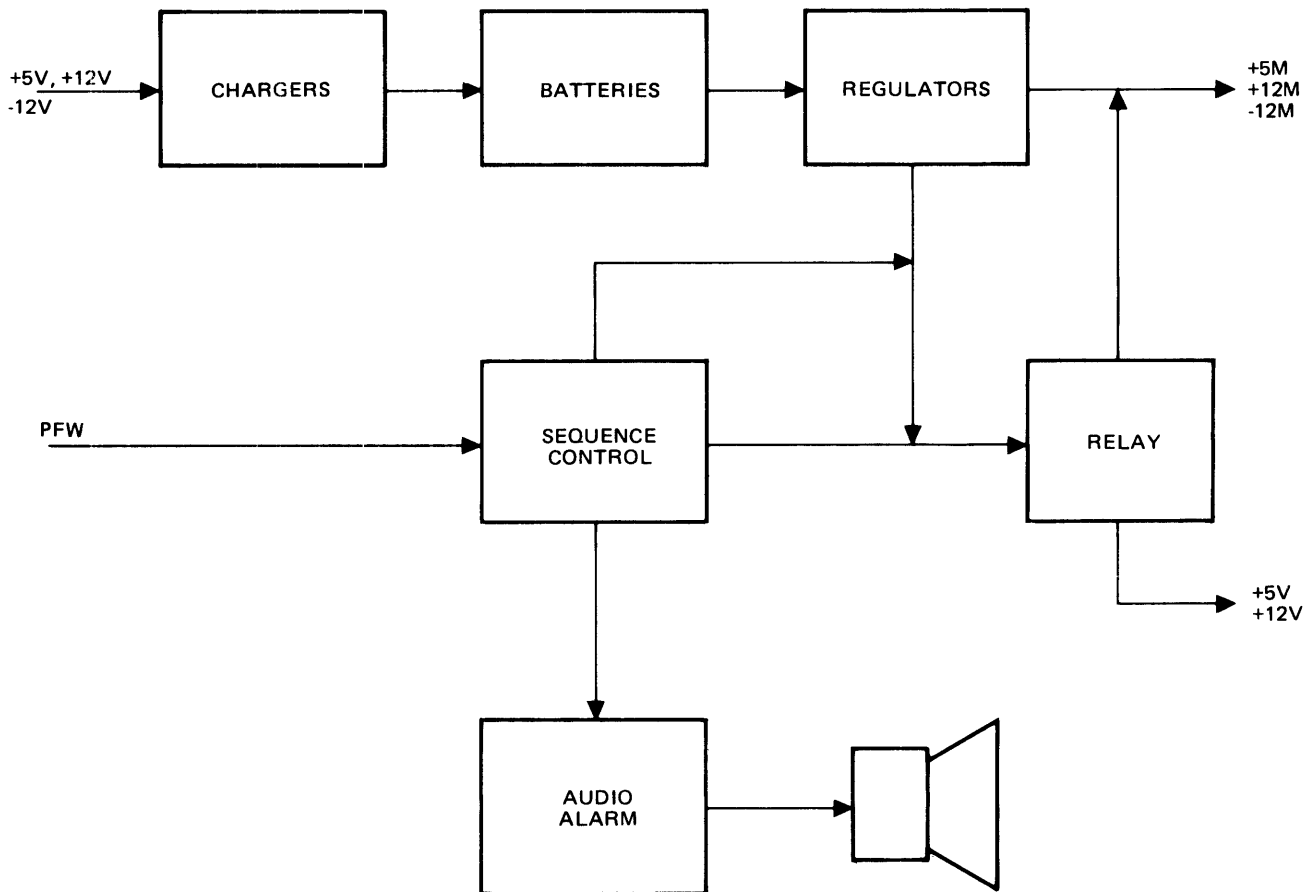 +5V, +12V
-12V
CHARGERS
BATTERIES
REGULATORS
+5M
+12M
-12M
PFW
SEQUENCE
CONTROL
RELAY
+5V
+12V
AUDIO
ALARM